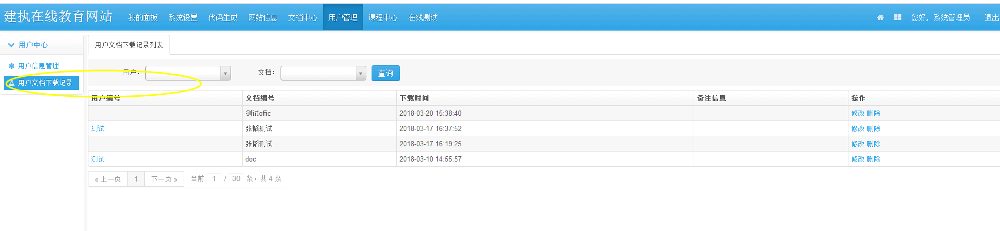 建执在线教育网站 我的面板 系统设置 代码生成 网站信息 文档中心 用户管理 课程中心 在线测试 您好, 系统管理员 退出
用户中心
用户文档下载记录列表
用户信息管理
用户文档下载记录
用户: 文档: 查询
用户编号 文档编号 下载时间 备注信息 操作
测试offic 2018-03-20 15:38:40 修改 删除
测试 张韬测试 2018-03-17 16:37:52 修改 删除
张韬测试 2018-03-17 16:19:25 修改 删除
测试 doc 2018-03-10 14:55:57 修改 删除
« 上一页 1 下一页 » 当前 1 / 30 条，共 4 条